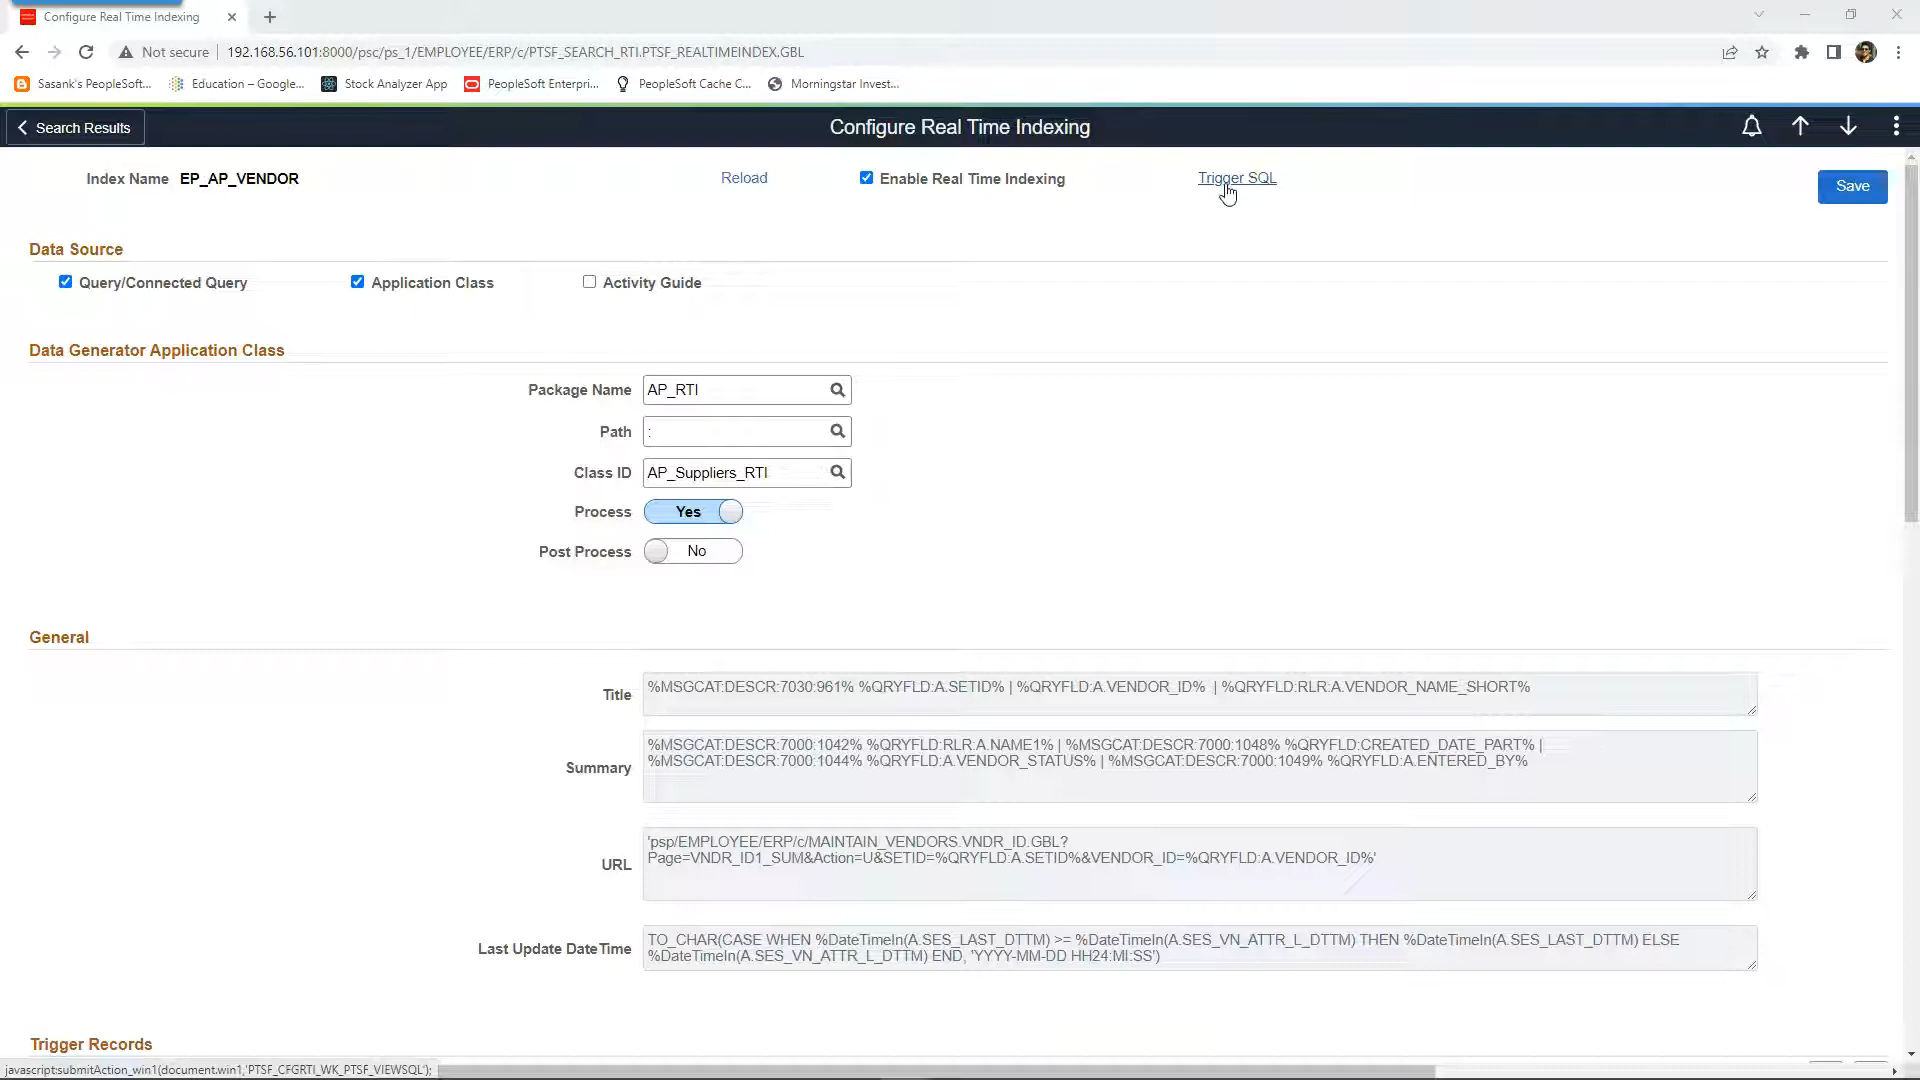 Configure Real Time Indexing
Not secure
192.168.56.101:8000/psc/ps_1/EMPLOYEE/ERP/c/PTSF_SEARCH_RTI.PTSF_REALTIMEINDEX.GBL
Sasank's PeopleSoft...
Education – Google...
Stock Analyzer App
PeopleSoft Enterpri...
PeopleSoft Cache C...
Morningstar Invest...
Search Results
Configure Real Time Indexing
Index Name EP_AP_VENDOR
Reload
Enable Real Time Indexing
Trigger SQL
Save
Data Source
Query/Connected Query
Application Class
Activity Guide
Data Generator Application Class
Package Name AP_RTI
Path :
Class ID AP_Suppliers_RTI
Process Yes
Post Process No
General
Title
%MSGCAT:DESCR:7030:961% %QRYFLD:A.SETID% | %QRYFLD:A.VENDOR_ID% | %QRYFLD:RLR:A.VENDOR_NAME_SHORT%
Summary
%MSGCAT:DESCR:7000:1042% %QRYFLD:RLR:A.NAME1% | %MSGCAT:DESCR:7000:1048% %QRYFLD:CREATED_DATE_PART% |
%MSGCAT:DESCR:7000:1044% %QRYFLD:A.VENDOR_STATUS% | %MSGCAT:DESCR:7000:1049% %QRYFLD:A.ENTERED_BY%
URL
'psp/EMPLOYEE/ERP/c/MAINTAIN_VENDORS.VNDR_ID.GBL?
Page=VNDR_ID1_SUM&Action=U&SETID=%QRYFLD:A.SETID%&VENDOR_ID=%QRYFLD:A.VENDOR_ID%'
Last Update DateTime
TO_CHAR(CASE WHEN %DateTimeIn(A.SES_LAST_DTTM) >= %DateTimeIn(A.SES_VN_ATTR_L_DTTM) THEN %DateTimeIn(A.SES_LAST_DTTM) ELSE
%DateTimeIn(A.SES_VN_ATTR_L_DTTM) END, 'YYYY-MM-DD HH24:MI:SS')
Trigger Records
javascript:submitAction_win1(document.win1,'PTSF_CFGRTI_WK_PTSF_VIEWSQL');